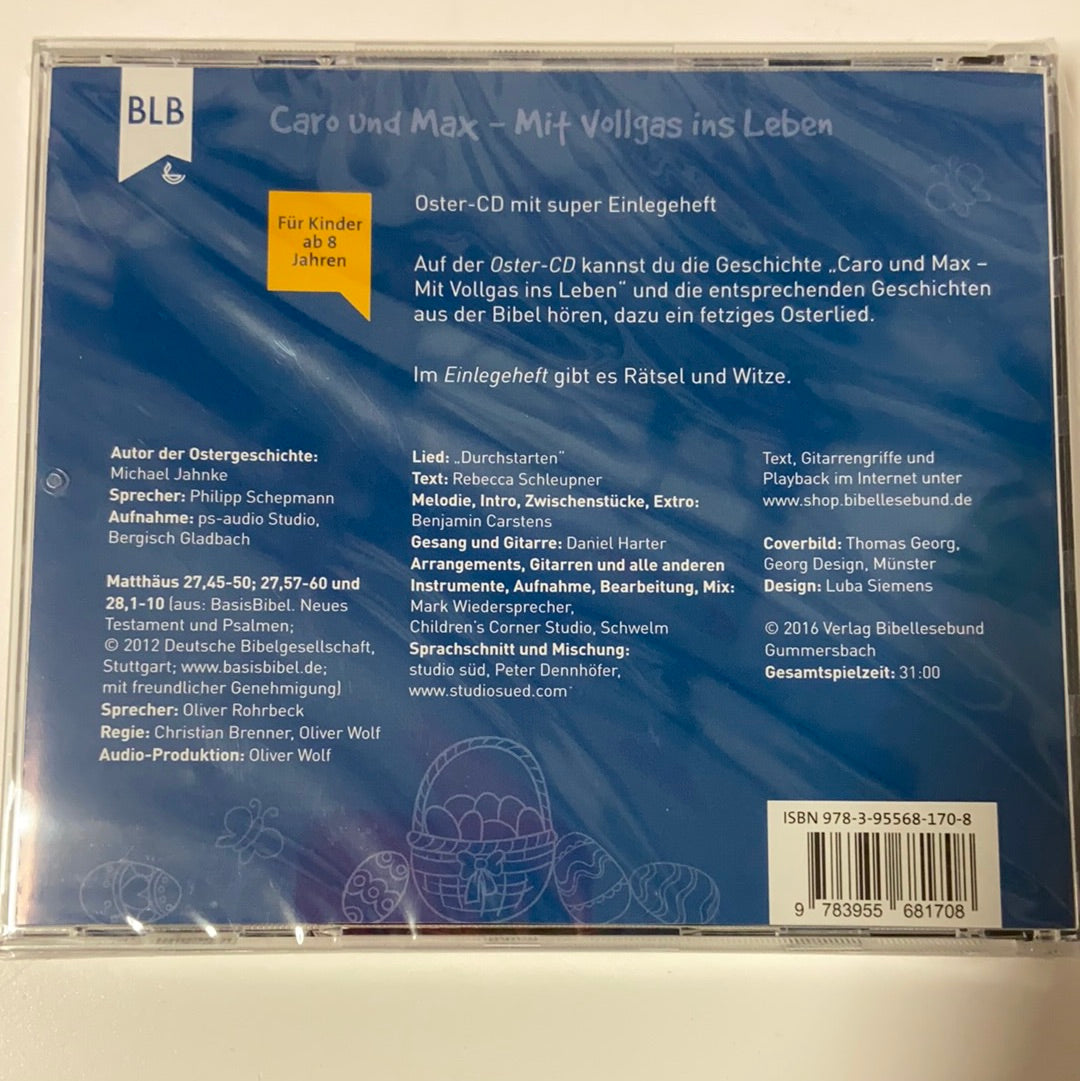 BLB
Caro und Max – Mit Vollgas ins Leben
Für Kinder
ab 8
Jahren
Oster-CD mit super Einlegeheft
Auf der Oster-CD kannst du die Geschichte „Caro und Max –
Mit Vollgas ins Leben“ und die entsprechenden Geschichten
aus der Bibel hören, dazu ein fetziges Osterlied.
Im Einlegeheft gibt es Rätsel und Witze.
Autor der Ostergeschichte:
Michael Jahnke
Sprecher: Philipp Schepmann
Aufnahme: ps-audio Studio,
Bergisch Gladbach
Matthäus 27,45-50; 27,57-60 und
28,1-10 (aus: BasisBibel. Neues
Testament und Psalmen;
© 2012 Deutsche Bibelgesellschaft,
Stuttgart; www.basisbibel.de;
mit freundlicher Genehmigung)
Sprecher: Oliver Rohrbeck
Regie: Christian Brenner, Oliver Wolf
Audio-Produktion: Oliver Wolf
Lied: „Durchstarten“
Text: Rebecca Schleupner
Melodie, Intro, Zwischenstücke, Extro:
Benjamin Carstens
Gesang und Gitarre: Daniel Harter
Arrangements, Gitarren und alle anderen
Instrumente, Aufnahme, Bearbeitung, Mix:
Mark Wiedersprecher,
Children's Corner Studio, Schwelm
Sprachschnitt und Mischung:
studio süd, Peter Dennhöfer,
www.studiosued.com
Text, Gitarrengriffe und
Playback im Internet unter
www.shop.bibellesebund.de
Coverbild: Thomas Georg,
Georg Design, Münster
Design: Luba Siemens
© 2016 Verlag Bibellesebund
Gummersbach
Gesamtspielzeit: 31:00
ISBN 978-3-95568-170-8
9 783955 681708